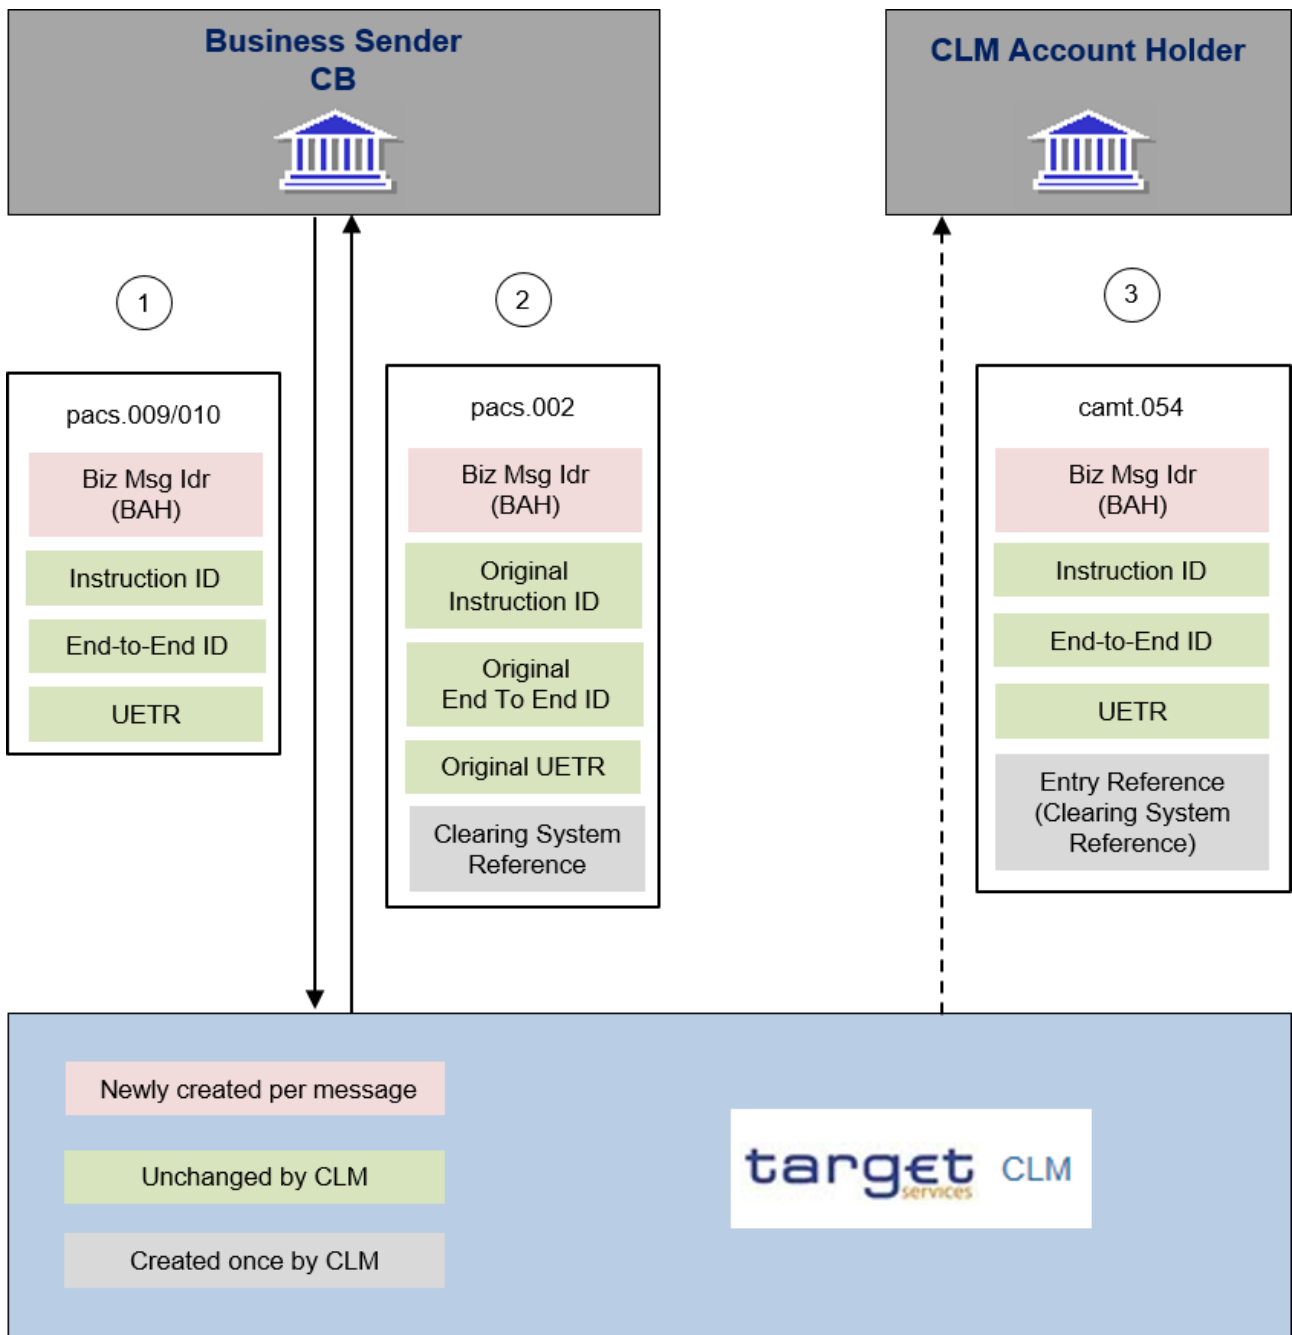 Business Sender
CB
CLM Account Holder
1
2
3
pacs.009/010
Biz Msg Idr
(BAH)
Instruction ID
End-to-End ID
UETR
pacs.002
Biz Msg Idr
(BAH)
Original
Instruction ID
Original
End To End ID
Original UETR
Clearing System
Reference
camt.054
Biz Msg Idr
(BAH)
Instruction ID
End-to-End ID
UETR
Entry Reference
(Clearing System
Reference)
Newly created per message
Unchanged by CLM
Created once by CLM
target CLM
services